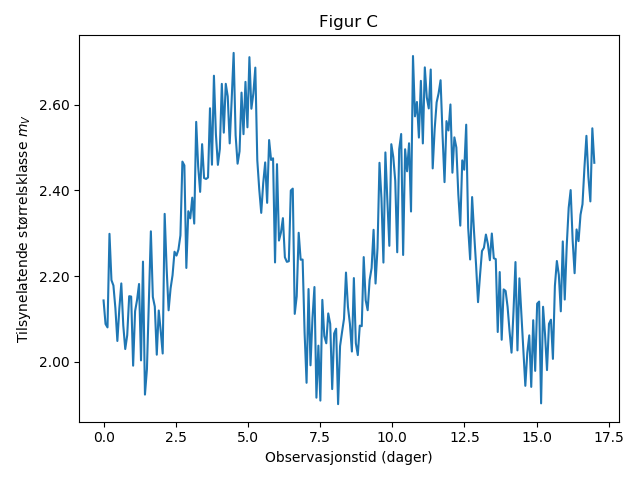 Figur C
Tilsynelatende størrelsklasse $m_V$
2.60
2.40
2.20
2.00
0.0 2.5 5.0 7.5 10.0 12.5 15.0 17.5
Observasjonstid (dager)